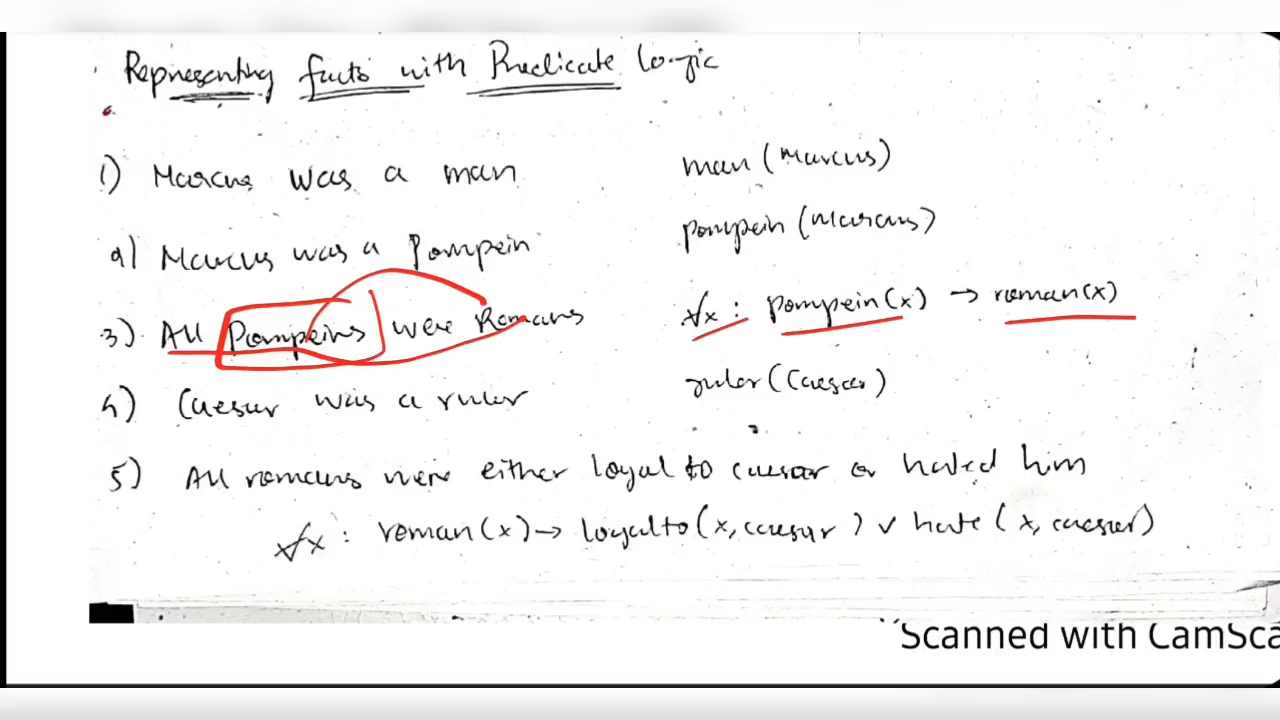 Representing facts with Predicate Logic
1) Marcus was a man man (Marcus)
2) Marcus was a Pompein pompein (Marcus)
3) All Pompeins were Romans ∀x : pompein(x) → roman(x)
4) Caesar was a ruler ruler (Caesar)
5) All romans were either loyal to caesar or hated him
∀x : roman(x) → loyalto(x, caesar) ∨ hate(x, caesar)
"Scanned with CamSca